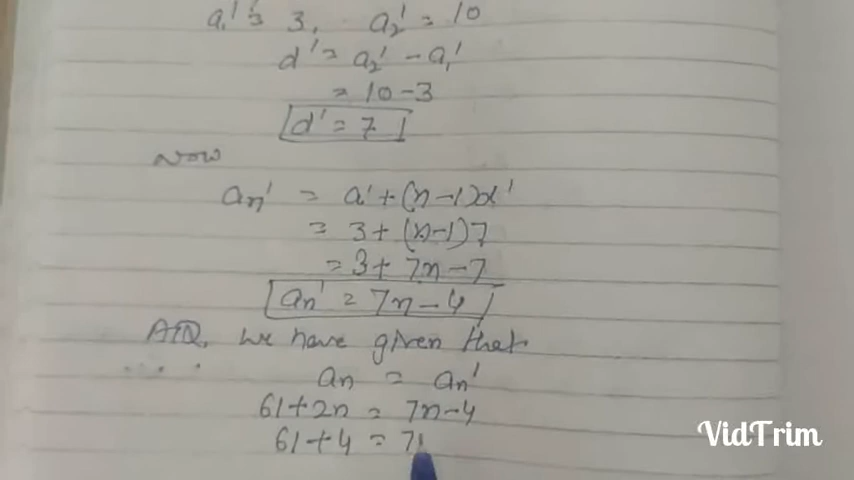 a₁' = 3, a₂' = 10
d' = a₂' - a₁'
= 10 - 3
d' = 7
Now
an' = a' + (n-1)d'
= 3 + (n-1)7
= 3 + 7n - 7
an' = 7n - 4
ATQ, we have given that
an = an'
61 + 2n = 7n - 4
61 + 4 = 7
VidTrim